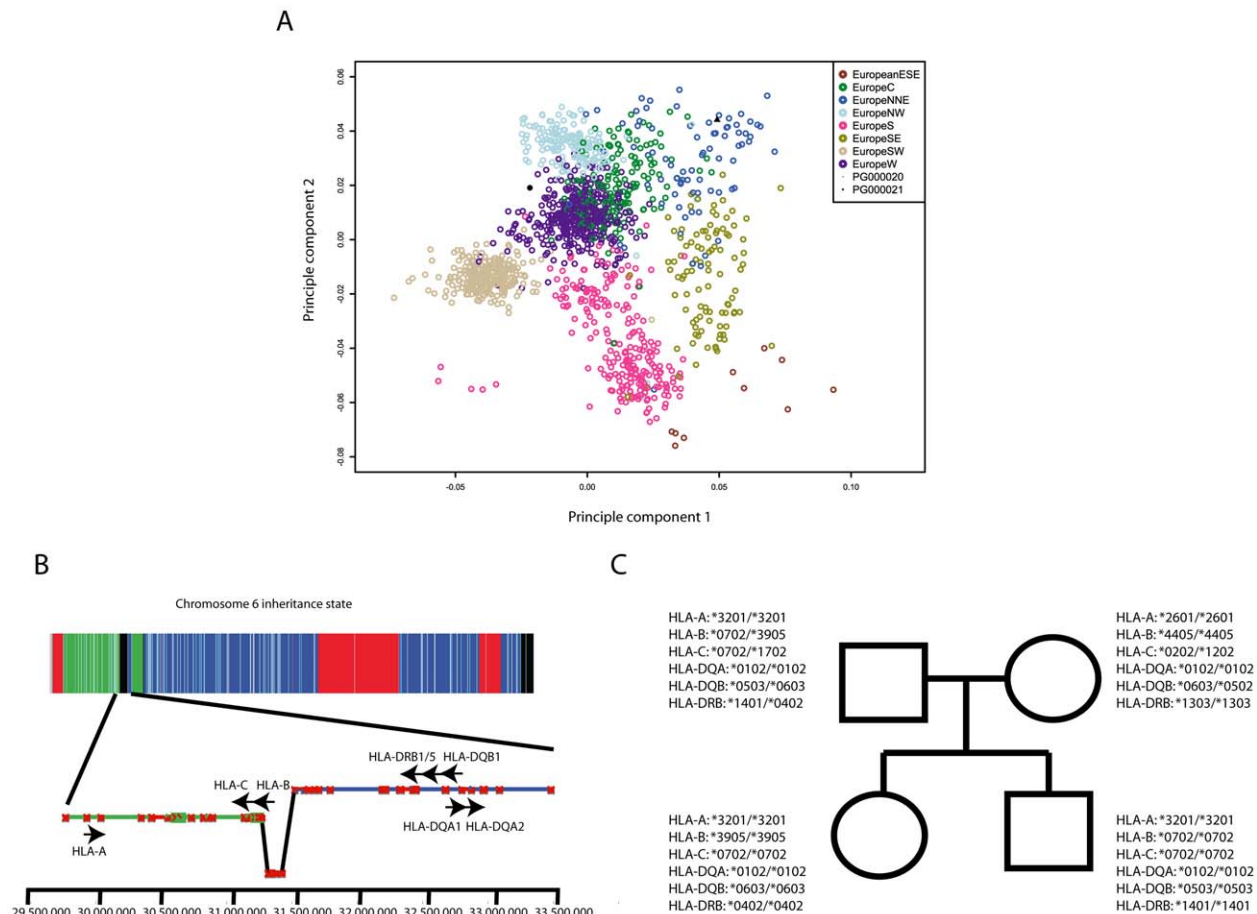 A
Principle component 2
0.06
0.04
0.02
0.00
-0.02
-0.04
-0.06
-0.08
-0.05
0.00
0.05
0.10
Principle component 1
EuropeanESE
EuropeC
EuropeNNE
EuropeNW
EuropeS
EuropeSE
EuropeSW
EuropeW
PG000020
PG000021
B
Chromosome 6 inheritance state
HLA-DRB1/5
HLA-DQB1
HLA-C
HLA-B
HLA-A
HLA-DQA1
HLA-DQA2
29,500,000 30,000,000 30,500,000 31,000,000 31,500,000 32,000,000 32,500,000 33,000,000 33,500,000
C
HLA-A: *3201/*3201
HLA-B: *0702/*3905
HLA-C: *0702/*1702
HLA-DQA: *0102/*0102
HLA-DQB: *0503/*0603
HLA-DRB: *1401/*0402
HLA-A: *2601/*2601
HLA-B: *4405/*4405
HLA-C: *0202/*1202
HLA-DQA: *0102/*0102
HLA-DQB: *0603/*0502
HLA-DRB: *1303/*1303
HLA-A: *3201/*3201
HLA-B: *3905/*3905
HLA-C: *0702/*0702
HLA-DQA: *0102/*0102
HLA-DQB: *0603/*0603
HLA-DRB: *0402/*0402
HLA-A: *3201/*3201
HLA-B: *0702/*0702
HLA-C: *0702/*0702
HLA-DQA: *0102/*0102
HLA-DQB: *0503/*0503
HLA-DRB: *1401/*1401